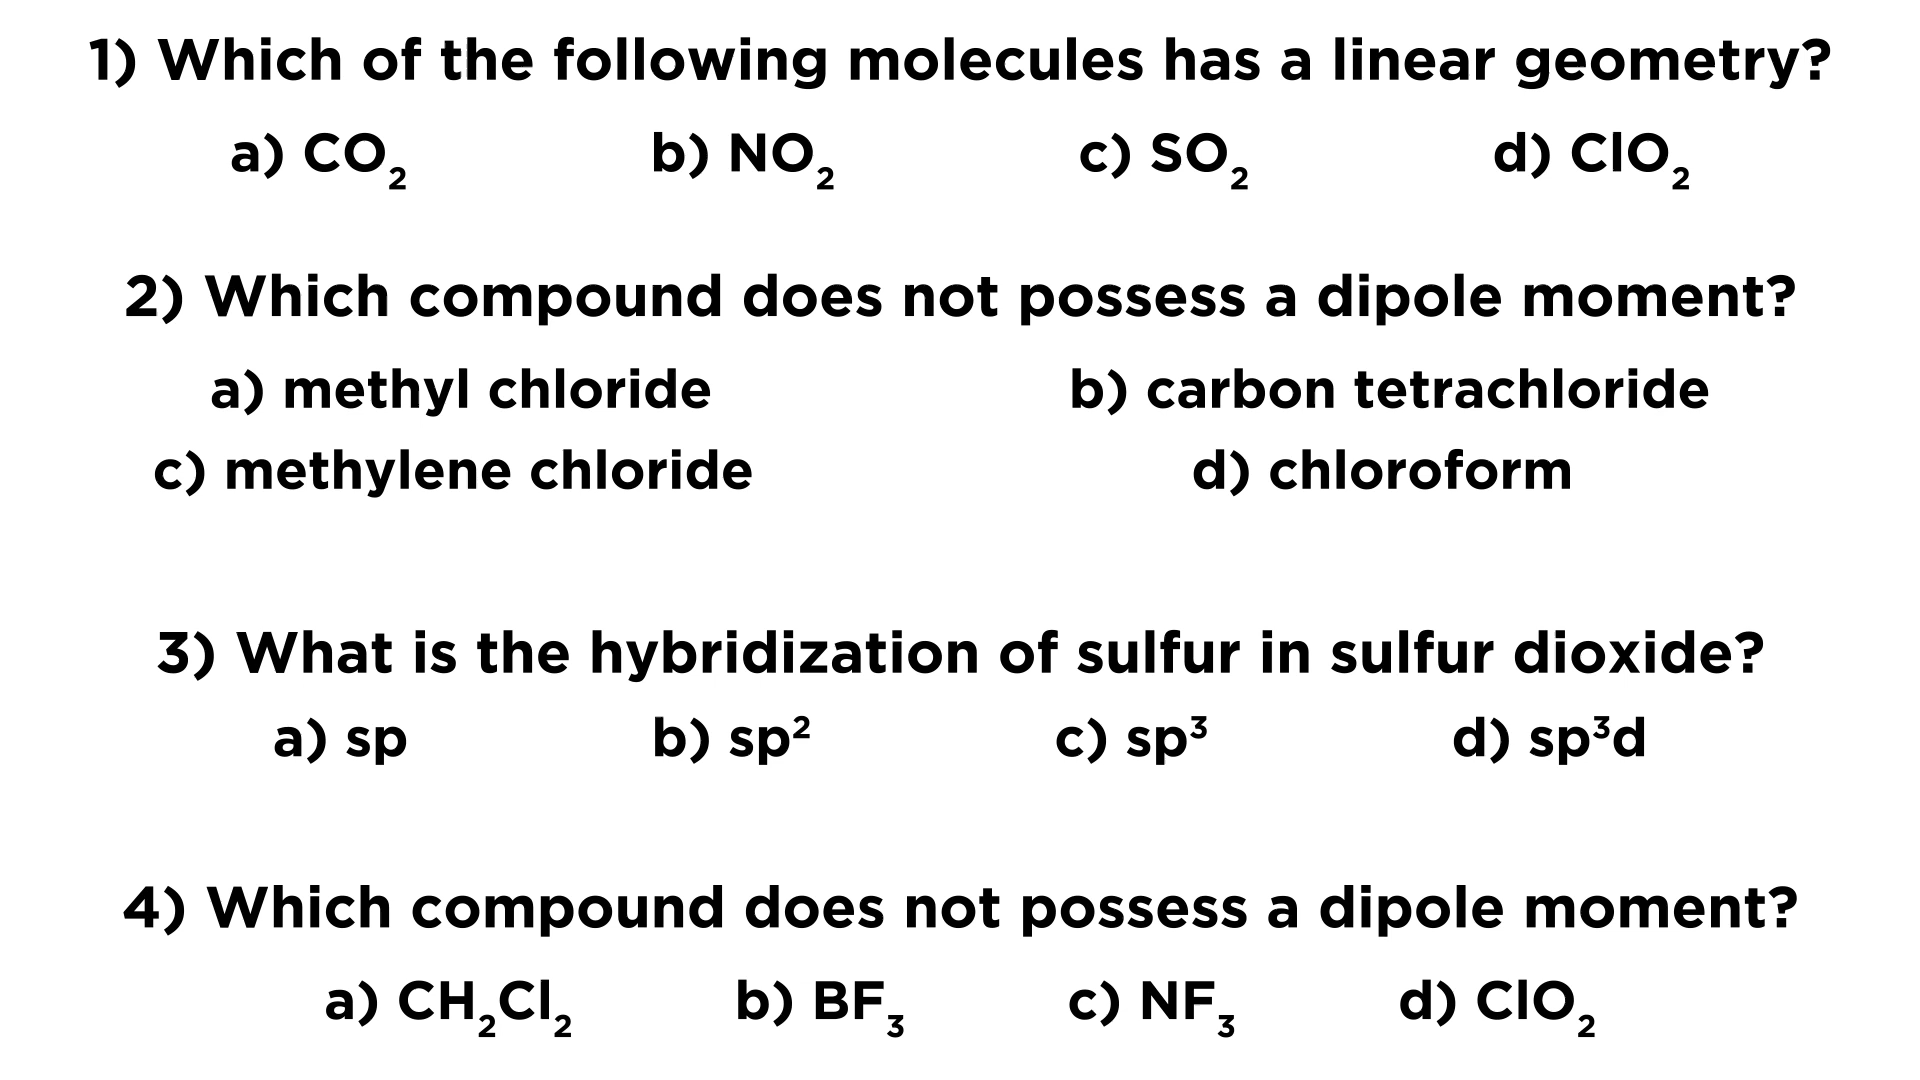 1) Which of the following molecules has a linear geometry?
a) CO₂ b) NO₂ c) SO₂ d) ClO₂
2) Which compound does not possess a dipole moment?
a) methyl chloride b) carbon tetrachloride
c) methylene chloride d) chloroform
3) What is the hybridization of sulfur in sulfur dioxide?
a) sp b) sp² c) sp³ d) sp³d
4) Which compound does not possess a dipole moment?
a) CH₂Cl₂ b) BF₃ c) NF₃ d) ClO₂